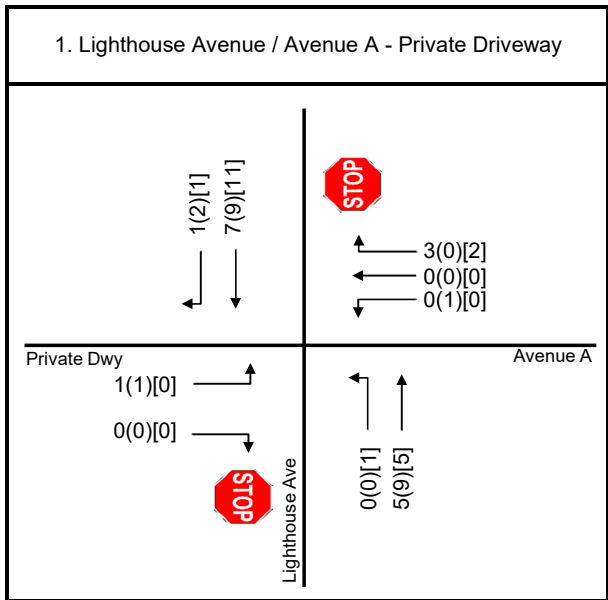 1. Lighthouse Avenue / Avenue A - Private Driveway
1(2)[1]
7(9)[11]
STOP
3(0)[2]
0(0)[0]
0(1)[0]
Private Dwy
Avenue A
1(1)[0]
0(0)[0]
STOP
Lighthouse Ave
0(0)[1]
5(9)[5]